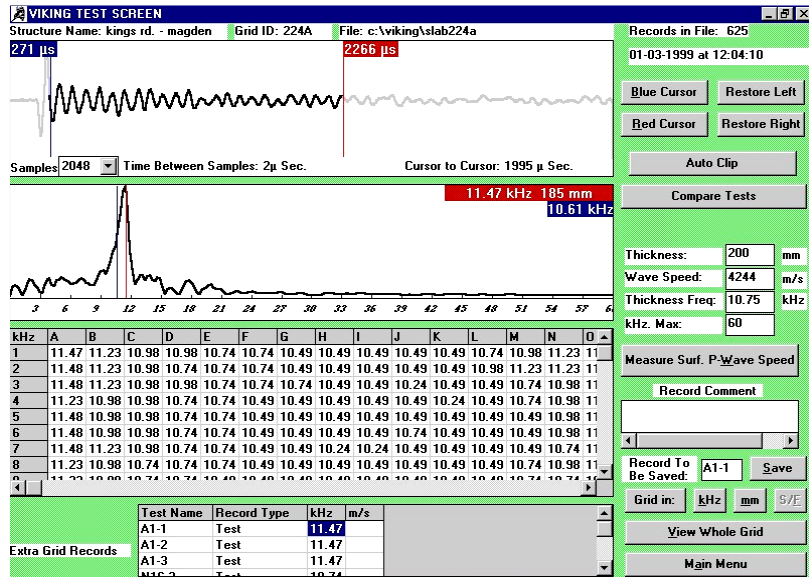 VIKING TEST SCREEN
Structure Name: kings rd. - magden Grid ID: 224A File: c:\viking\slab224a
Records in File: 625
271 µs
2266 µs
01-03-1999 at 12:04:10
Blue Cursor Restore Left
Red Cursor Restore Right
Samples 2048 Time Between Samples: 2µ Sec. Cursor to Cursor: 1995 µ Sec.
Auto Clip
Compare Tests
11.47 kHz 185 mm
10.61 kHz
3 6 9 12 15 18 21 24 27 30 33 36 39 42 45 48 51 54 57 6
Thickness: 200 mm
Wave Speed: 4244 m/s
Thickness Freq: 10.75 kHz
kHz. Max: 60
Measure Surf. P-Wave Speed
Record Comment
kHz A B C D E F G H I J K L M N O
1 11.47 11.23 10.98 10.98 10.74 10.74 10.49 10.49 10.49 10.49 10.49 10.74 10.98 11.23 11
2 11.48 11.23 10.98 10.74 10.74 10.49 10.49 10.49 10.49 10.49 10.49 10.98 11.23 11.23 11
3 11.48 11.23 10.98 10.98 10.74 10.74 10.49 10.49 10.49 10.24 10.49 10.49 10.74 10.98 11
4 11.23 10.98 10.98 10.74 10.74 10.49 10.49 10.49 10.49 10.49 10.24 10.49 10.74 10.98 11
5 11.48 10.98 10.98 10.74 10.74 10.49 10.49 10.49 10.49 10.49 10.49 10.49 10.74 10.98 11
6 11.48 10.98 10.98 10.74 10.74 10.49 10.49 10.49 10.49 10.74 10.49 10.49 10.49 10.98 11
7 11.48 11.23 10.98 10.74 10.74 10.49 10.49 10.24 10.24 10.49 10.49 10.49 10.49 10.74 11
8 11.23 10.98 10.74 10.74 10.74 10.49 10.49 10.49 10.49 10.49 10.49 10.49 10.74 10.98 11
Record To Be Saved: A1-1 Save
Grid in: kHz mm S/E
View Whole Grid
Main Menu
Extra Grid Records
Test Name Record Type kHz m/s
A1-1 Test 11.47
A1-2 Test 11.47
A1-3 Test 11.47
N16-2 Test 10.74